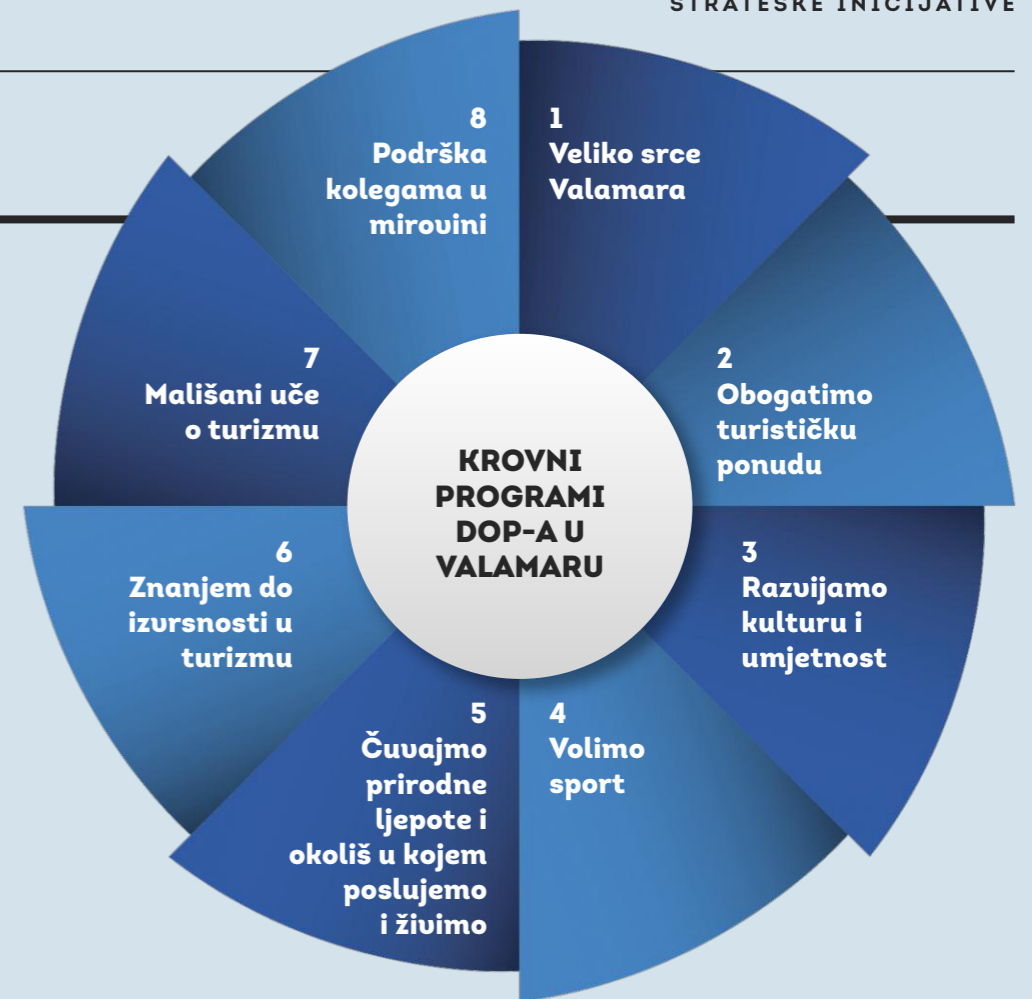 STRATEŠKE INICIJATIVE
1
Veliko srce
Valamara
2
Obogatimo
turističku
ponudu
3
Razvijamo
kulturu i
umjetnost
4
Volimo
sport
5
Čuvajmo
prirodne
ljepote i
okoliš u kojem
poslujemo
i živimo
6
Znanjem do
izvrsnosti u
turizmu
7
Mališani uče
o turizmu
8
Podrška
kolegama u
mirovini
KROVNI
PROGRAMI
DOP-A U
VALAMARU